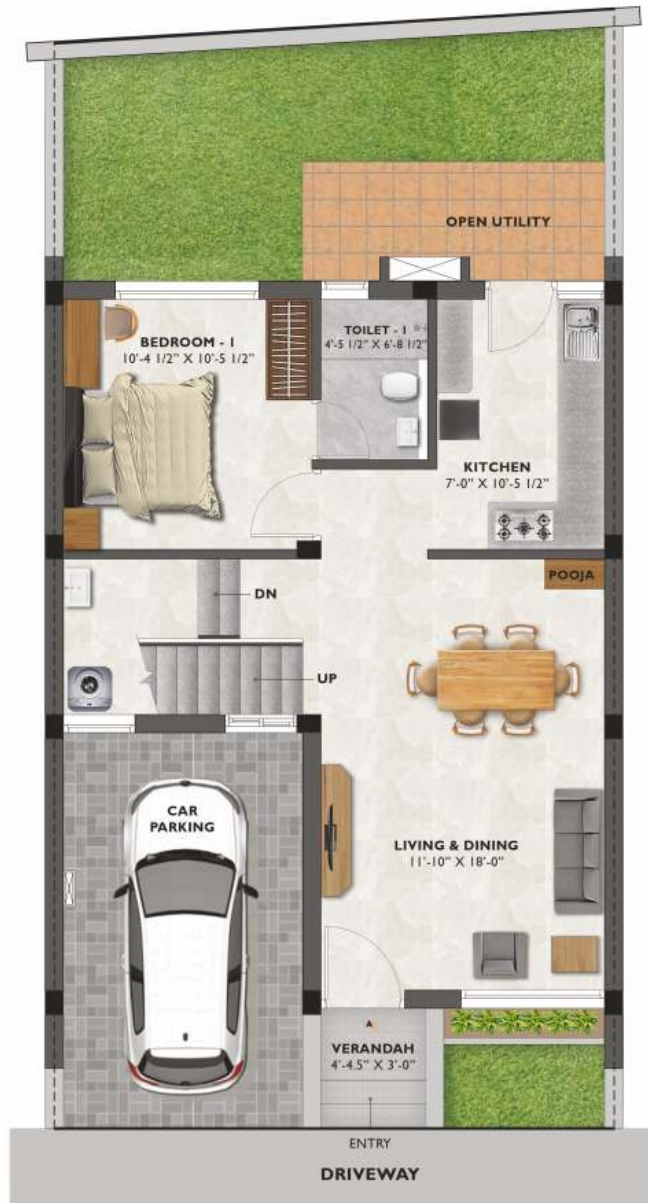 OPEN UTILITY
BEDROOM - 1
10'-4 1/2" X 10'-5 1/2"
TOILET - 1
4'-5 1/2" X 6'-8 1/2"
KITCHEN
7'-0" X 10'-5 1/2"
POOJA
DN
UP
CAR
PARKING
LIVING & DINING
11'-10" X 18'-0"
VERANDAH
4'-4.5" X 3'-0"
ENTRY
DRIVEWAY